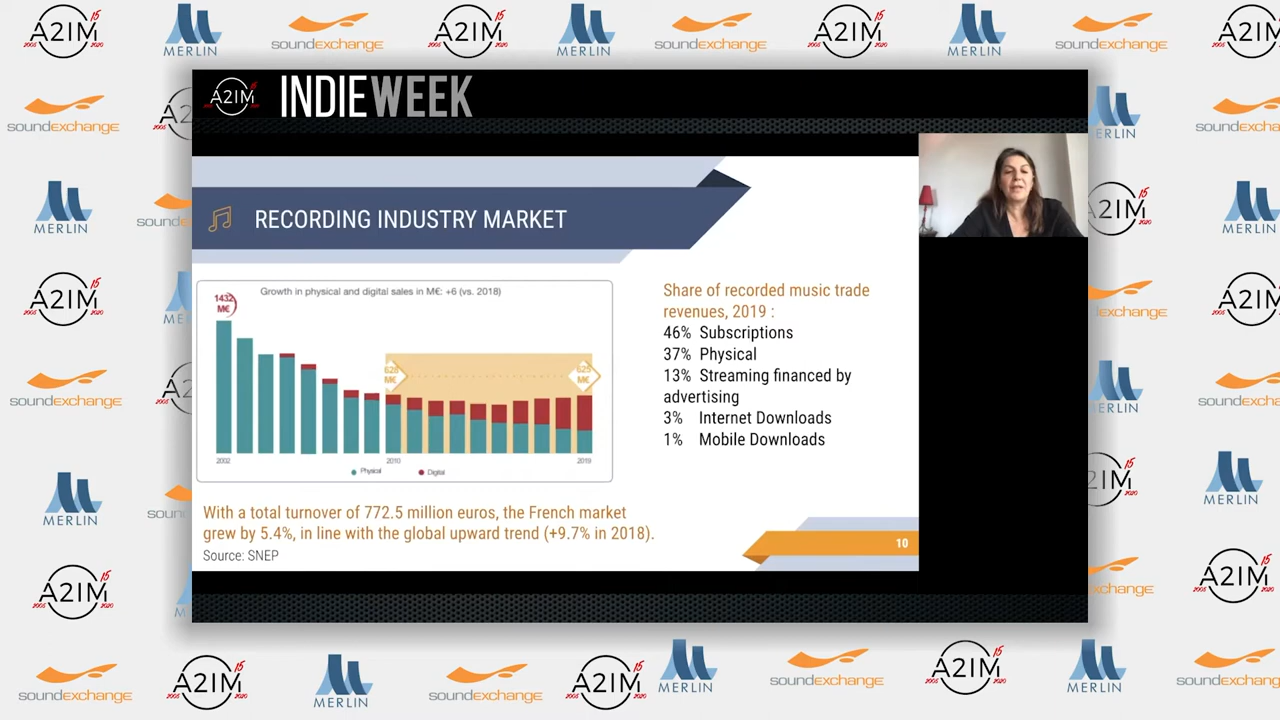 A2IM
INDIEWEEK
RECORDING INDUSTRY MARKET
Growth in physical and digital sales in M€: +6 (vs. 2018)
1432
M€
M€
M€
2002
2010
2019
Physical
Digital
Share of recorded music trade
revenues, 2019 :
46% Subscriptions
37% Physical
13% Streaming financed by
advertising
3% Internet Downloads
1% Mobile Downloads
With a total turnover of 772.5 million euros, the French market
grew by 5.4%, in line with the global upward trend (+9.7% in 2018).
Source: SNEP
10
A2IM 15
MERLIN
soundexchange